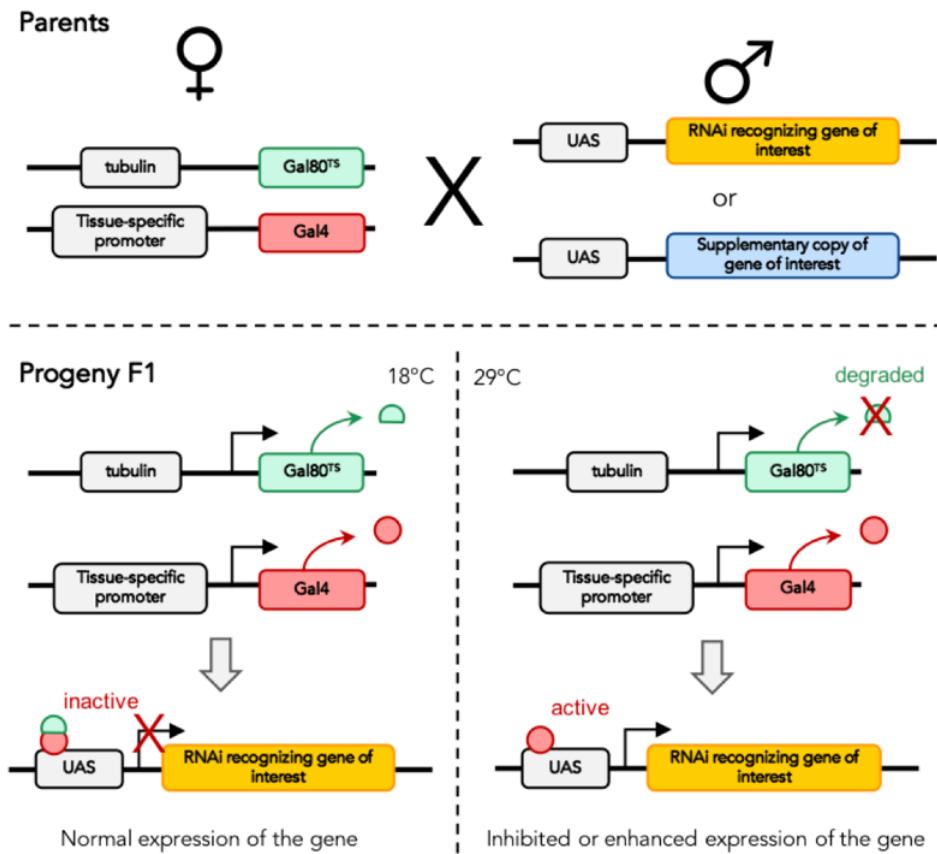 Parents
tubulin
Gal80ᵀˢ
Tissue-specific
promoter
Gal4
X
UAS
RNAi recognizing gene of
interest
or
UAS
Supplementary copy of
gene of interest
Progeny F1
18°C
tubulin
Gal80ᵀˢ
Tissue-specific
promoter
Gal4
inactive
UAS
RNAi recognizing gene of
interest
Normal expression of the gene
29°C
degraded
tubulin
Gal80ᵀˢ
Tissue-specific
promoter
Gal4
active
UAS
RNAi recognizing gene of
interest
Inhibited or enhanced expression of the gene